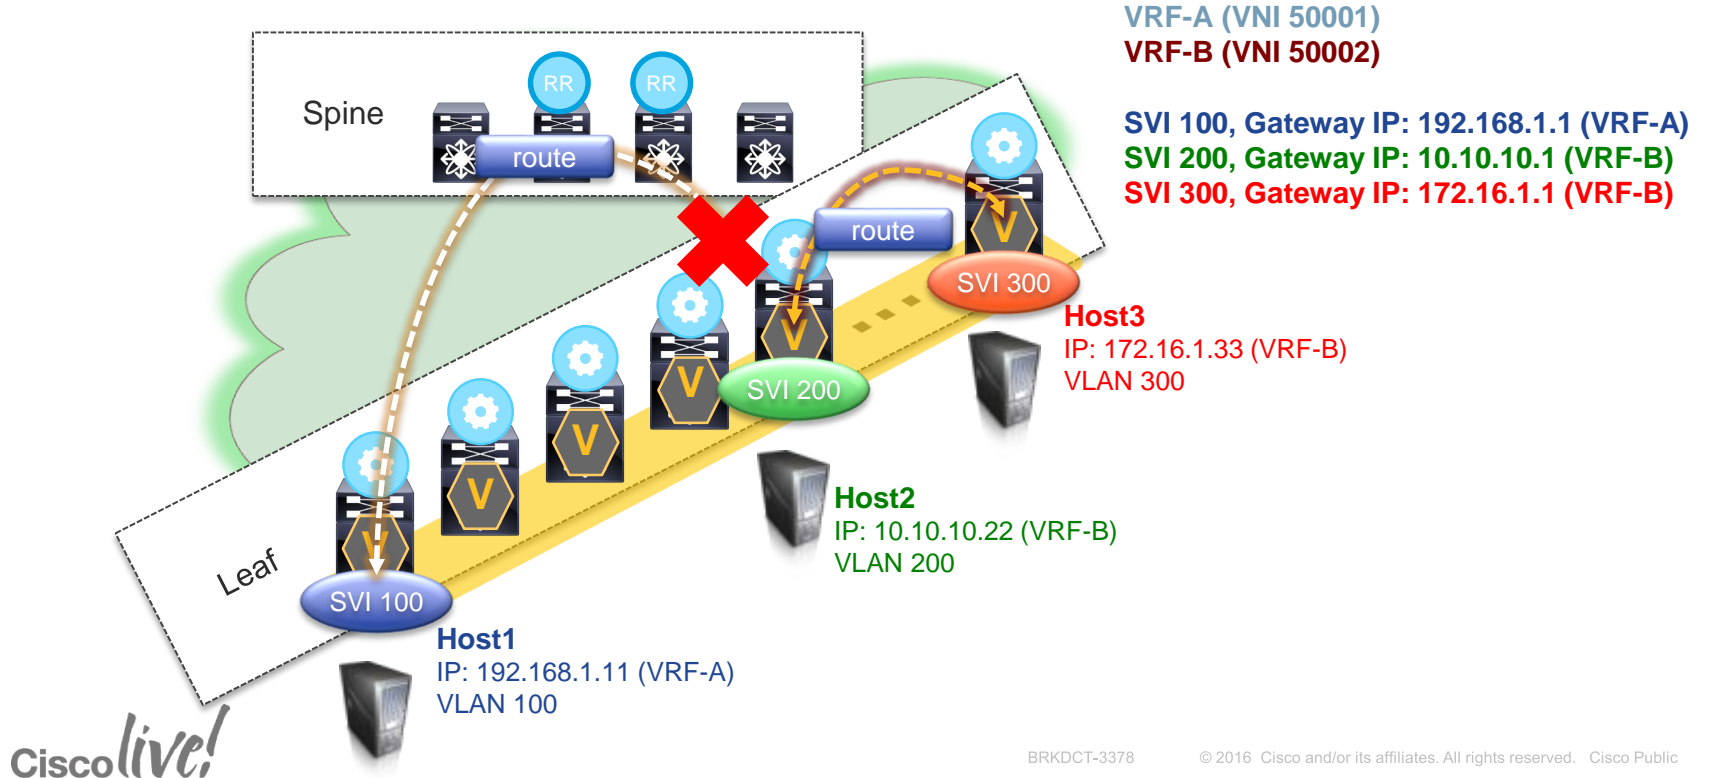 VRF-A (VNI 50001)
VRF-B (VNI 50002)
SVI 100, Gateway IP: 192.168.1.1 (VRF-A)
SVI 200, Gateway IP: 10.10.10.1 (VRF-B)
SVI 300, Gateway IP: 172.16.1.1 (VRF-B)
Spine
RR
RR
route
route
V
SVI 300
Host3
IP: 172.16.1.33 (VRF-B)
VLAN 300
V
SVI 200
V
V
V
Host2
IP: 10.10.10.22 (VRF-B)
VLAN 200
Leaf
V
SVI 100
Host1
IP: 192.168.1.11 (VRF-A)
VLAN 100
Cisco live!
BRKDCT-3378
© 2016 Cisco and/or its affiliates. All rights reserved. Cisco Public